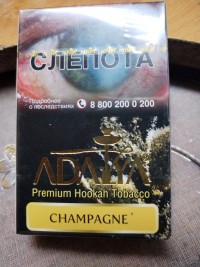 СЛЕПОТА
Подробнее
о последствиях
8 800 200 0 200
ADALYA
Premium Hookah Tobacco
CHAMPAGNE